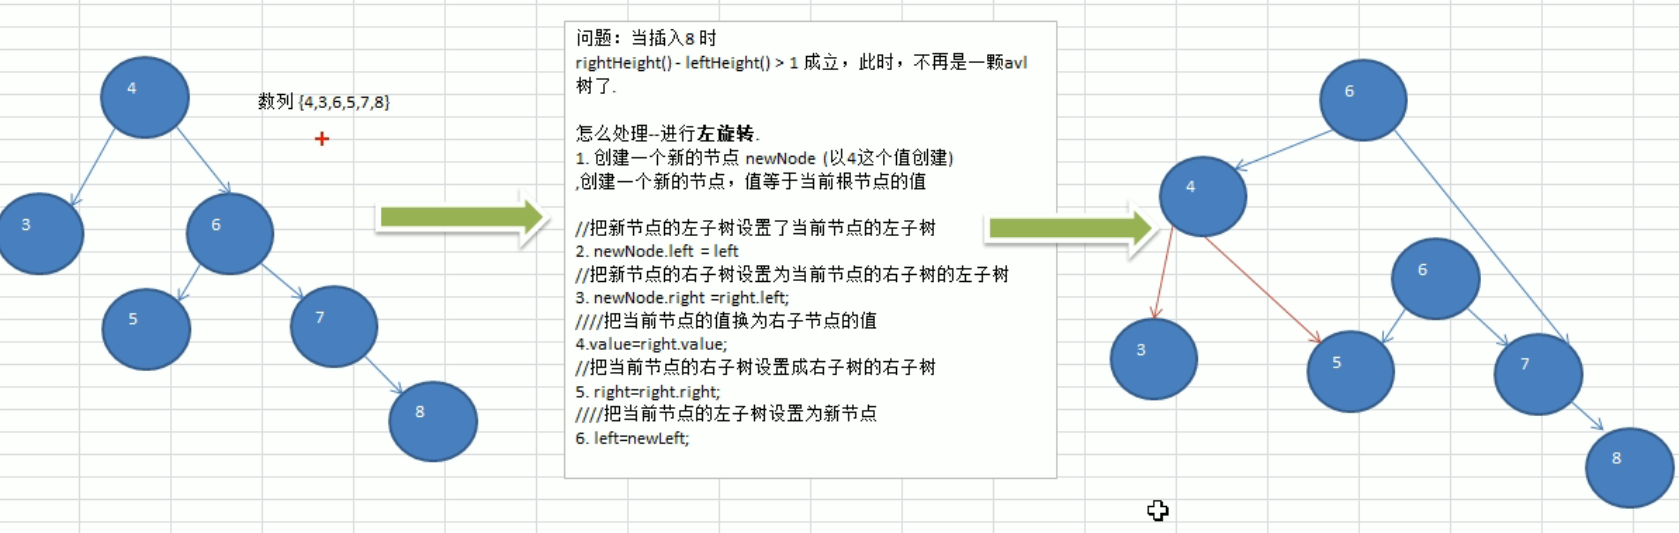 4
数列 {4,3,6,5,7,8}
3
6
5
7
8
问题：当插入8 时
rightHeight() - leftHeight() > 1 成立，此时，不再是一颗avl
树了.
怎么处理--进行左旋转.
1. 创建一个新的节点 newNode (以4这个值创建)
,创建一个新的节点，值等于当前根节点的值
//把新节点的左子树设置了当前节点的左子树
2. newNode.left = left
//把新节点的右子树设置为当前节点的右子树的左子树
3. newNode.right =right.left;
////把当前节点的值换为右子节点的值
4.value=right.value;
//把当前节点的右子树设置成右子树的右子树
5. right=right.right;
////把当前节点的左子树设置为新节点
6. left=newLeft;
6
4
6
3
5
7
8